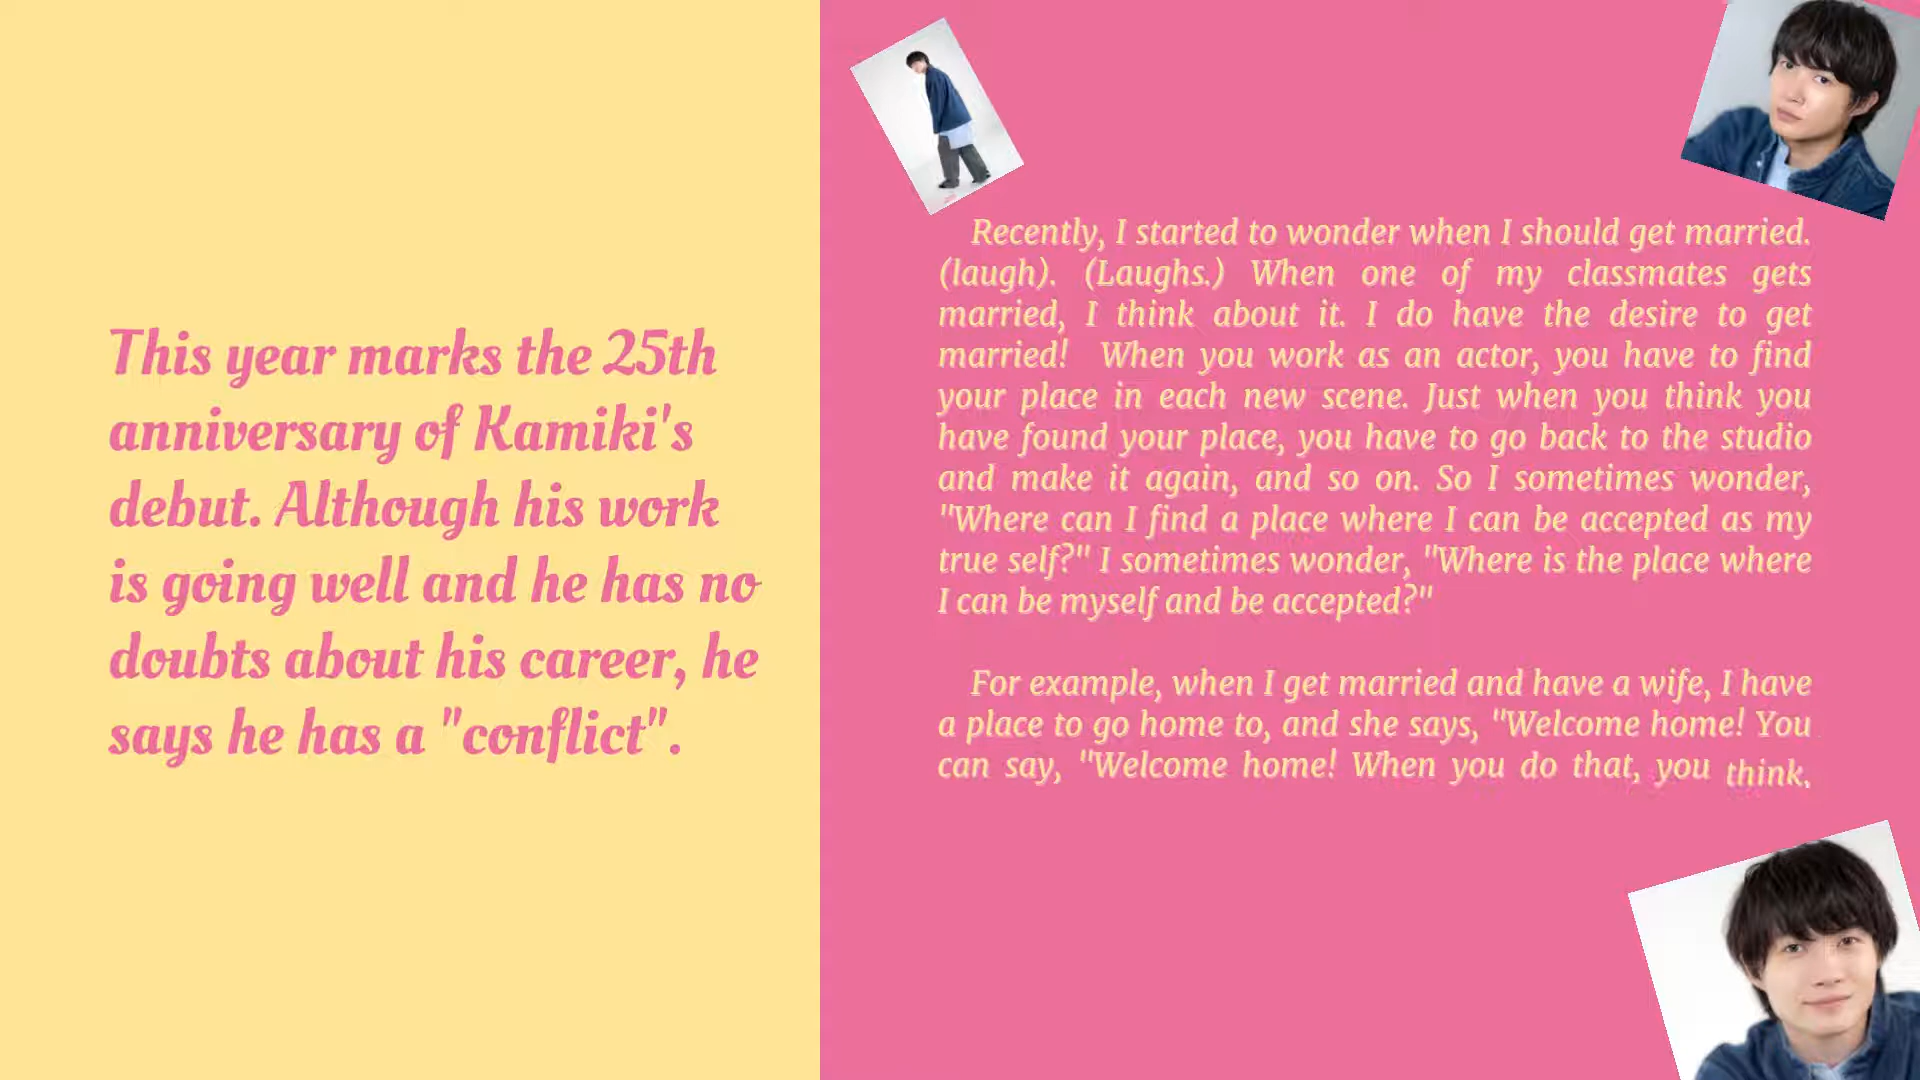 This year marks the 25th
anniversary of Kamiki's
debut. Although his work
is going well and he has no
doubts about his career, he
says he has a "conflict".
Recently, I started to wonder when I should get married.
(laugh). (Laughs.) When one of my classmates gets
married, I think about it. I do have the desire to get
married! When you work as an actor, you have to find
your place in each new scene. Just when you think you
have found your place, you have to go back to the studio
and make it again, and so on. So I sometimes wonder,
"Where can I find a place where I can be accepted as my
true self?" I sometimes wonder, "Where is the place where
I can be myself and be accepted?"
For example, when I get married and have a wife, I have
a place to go home to, and she says, "Welcome home! You
can say, "Welcome home! When you do that, you think,